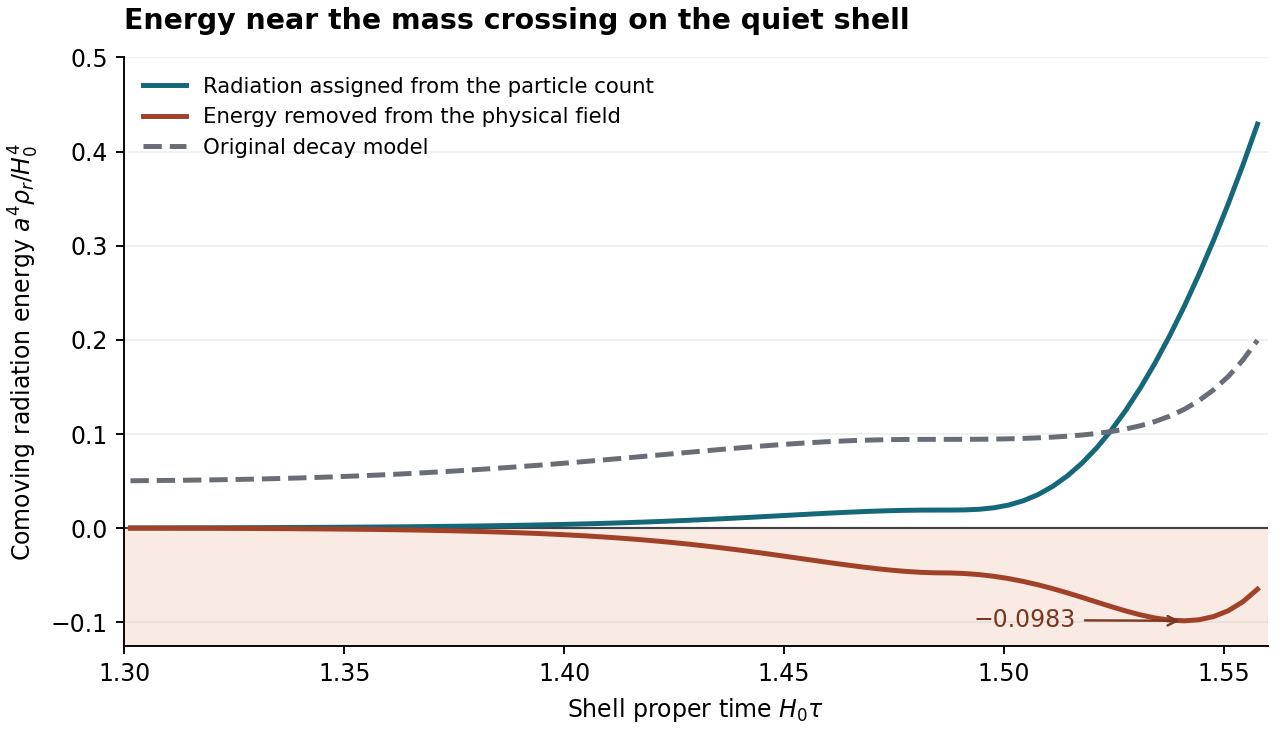 Energy near the mass crossing on the quiet shell
Radiation assigned from the particle count
Energy removed from the physical field
Original decay model
Comoving radiation energy a⁴ρᵣ/H₀⁴
0.5
0.4
0.3
0.2
0.1
0.0
−0.1
−0.0983
1.30
1.35
1.40
1.45
1.50
1.55
Shell proper time H₀τ